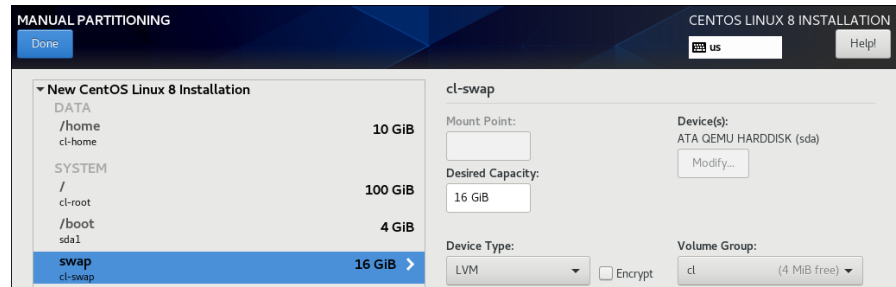 MANUAL PARTITIONING
CENTOS LINUX 8 INSTALLATION
Done
us
Help!
New CentOS Linux 8 Installation
DATA
/home
10 GiB
cl-home
SYSTEM
/
100 GiB
cl-root
/boot
4 GiB
sda1
swap
16 GiB
cl-swap
cl-swap
Mount Point:
Device(s):
ATA QEMU HARDDISK (sda)
Modify...
Desired Capacity:
16 GiB
Device Type:
Volume Group:
LVM
Encrypt
cl (4 MiB free)